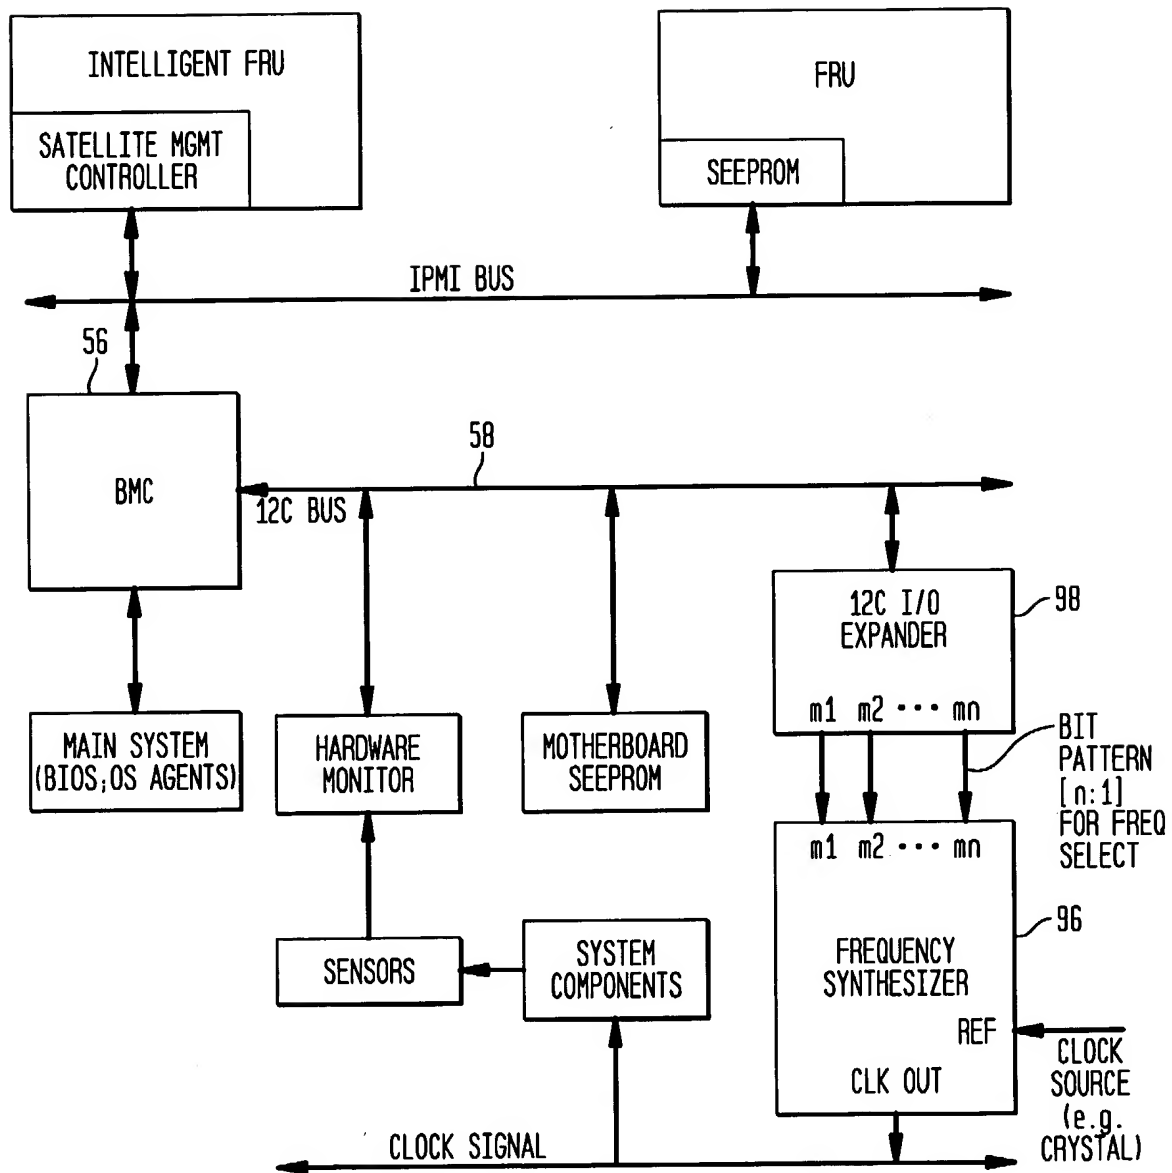 INTELLIGENT FRU
SATELLITE MGMT
CONTROLLER
FRU
SEEPROM
IPMI BUS
56
BMC
58
12C BUS
12C I/O
EXPANDER
98
m1 m2 ••• mn
BIT
PATTERN
[n:1]
FOR FREQ
SELECT
MAIN SYSTEM
(BIOS;OS AGENTS)
HARDWARE
MONITOR
MOTHERBOARD
SEEPROM
m1 m2 ••• mn
96
FREQUENCY
SYNTHESIZER
REF
CLK OUT
SENSORS
SYSTEM
COMPONENTS
CLOCK
SOURCE
(e.g.
CRYSTAL)
CLOCK SIGNAL